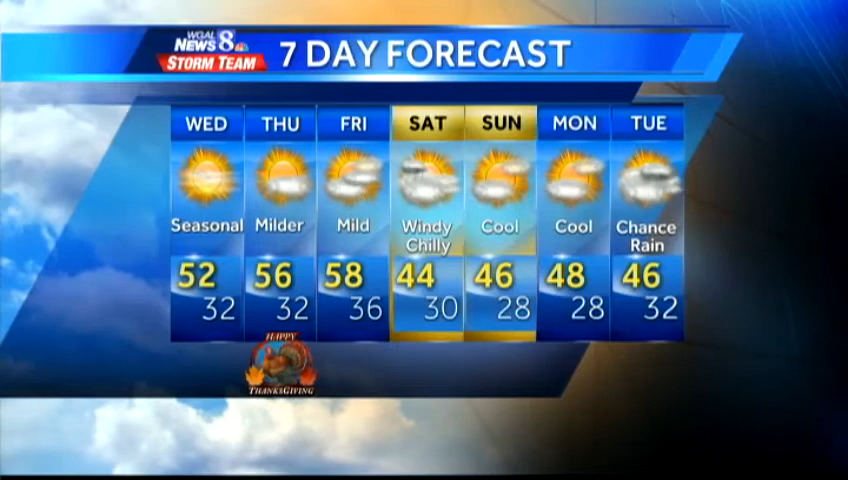 WGAL
NEWS 8
STORM TEAM
7 DAY FORECAST
WED THU FRI SAT SUN MON TUE
Seasonal Milder Mild Windy Cool Cool Chance
Chilly Rain
52 56 58 44 46 48 46
32 32 36 30 28 28 32
HAPPY
THANKSGIVING